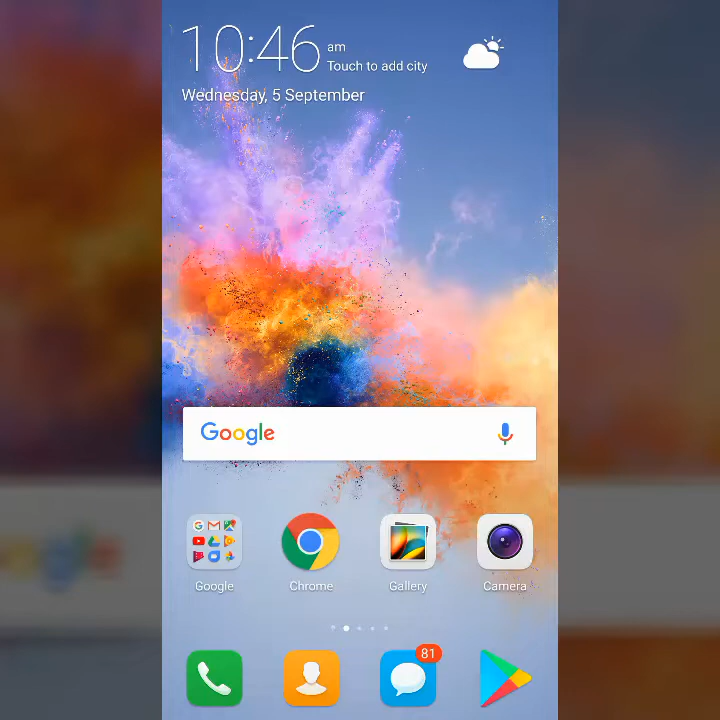 10:46 am
Touch to add city
Wednesday, 5 September
Google
Google
Chrome
Gallery
Camera
81